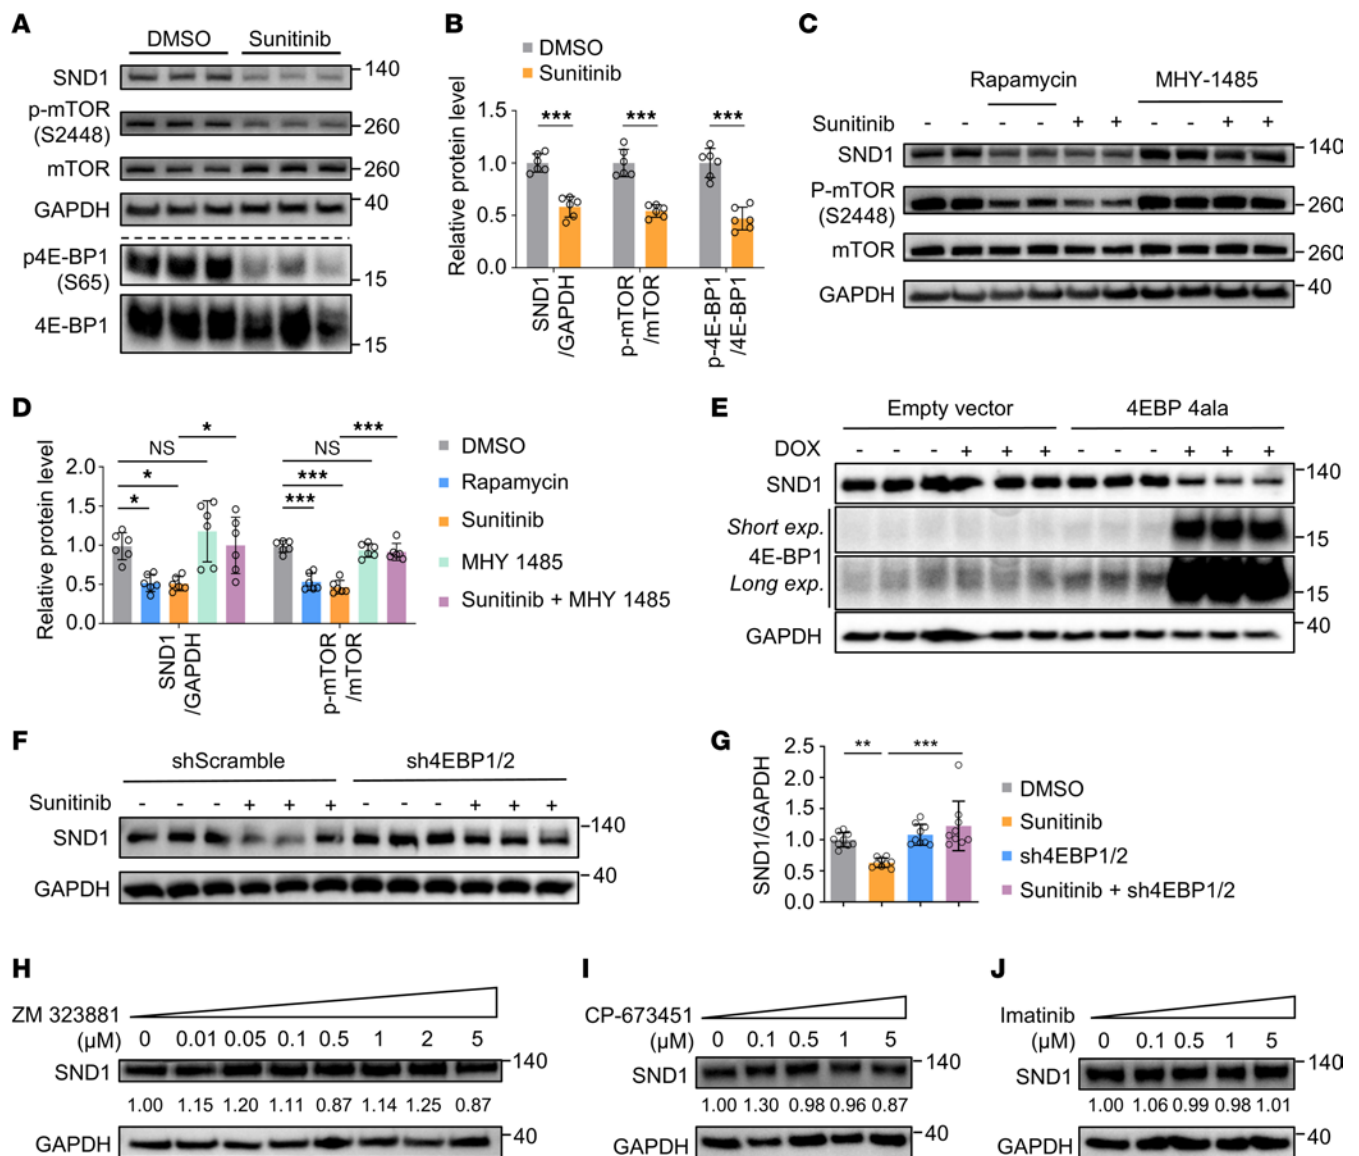 A
DMSO Sunitinib
SND1 140
p-mTOR
(S2448) 260
mTOR 260
GAPDH 40
p4E-BP1
(S65) 15
4E-BP1 15
B
DMSO
Sunitinib
Relative protein level
1.5
1.0
0.5
0.0
*** *** ***
SND1
/GAPDH
p-mTOR
/mTOR
p-4E-BP1
/4E-BP1
C
Rapamycin MHY-1485
Sunitinib - - - - + + - - + +
SND1 140
P-mTOR
(S2448) 260
mTOR 260
GAPDH 40
D
Relative protein level
2.0
1.5
1.0
0.5
0
* ***
NS NS
* ***
* ***
SND1
/GAPDH
p-mTOR
/mTOR
DMSO
Rapamycin
Sunitinib
MHY 1485
Sunitinib + MHY 1485
E
Empty vector 4EBP 4ala
DOX - - - + + + - - - + + +
SND1 140
Short exp. 15
4E-BP1
Long exp. 15
GAPDH 40
F
shScramble sh4EBP1/2
Sunitinib - - - + + + - - - + + +
SND1 140
GAPDH 40
G
SND1/GAPDH
2.5
2.0
1.5
1.0
0.5
0.0
** ***
DMSO
Sunitinib
sh4EBP1/2
Sunitinib + sh4EBP1/2
H
ZM 323881
0 0.01 0.05 0.1 0.5 1 2 5
(μM)
SND1 140
1.00 1.15 1.20 1.11 0.87 1.14 1.25 0.87
GAPDH 40
I
CP-673451
0 0.1 0.5 1 5
(μM)
SND1 140
1.00 1.30 0.98 0.96 0.87
GAPDH 40
J
Imatinib
0 0.1 0.5 1 5
(μM)
SND1 140
1.00 1.06 0.99 0.98 1.01
GAPDH 40